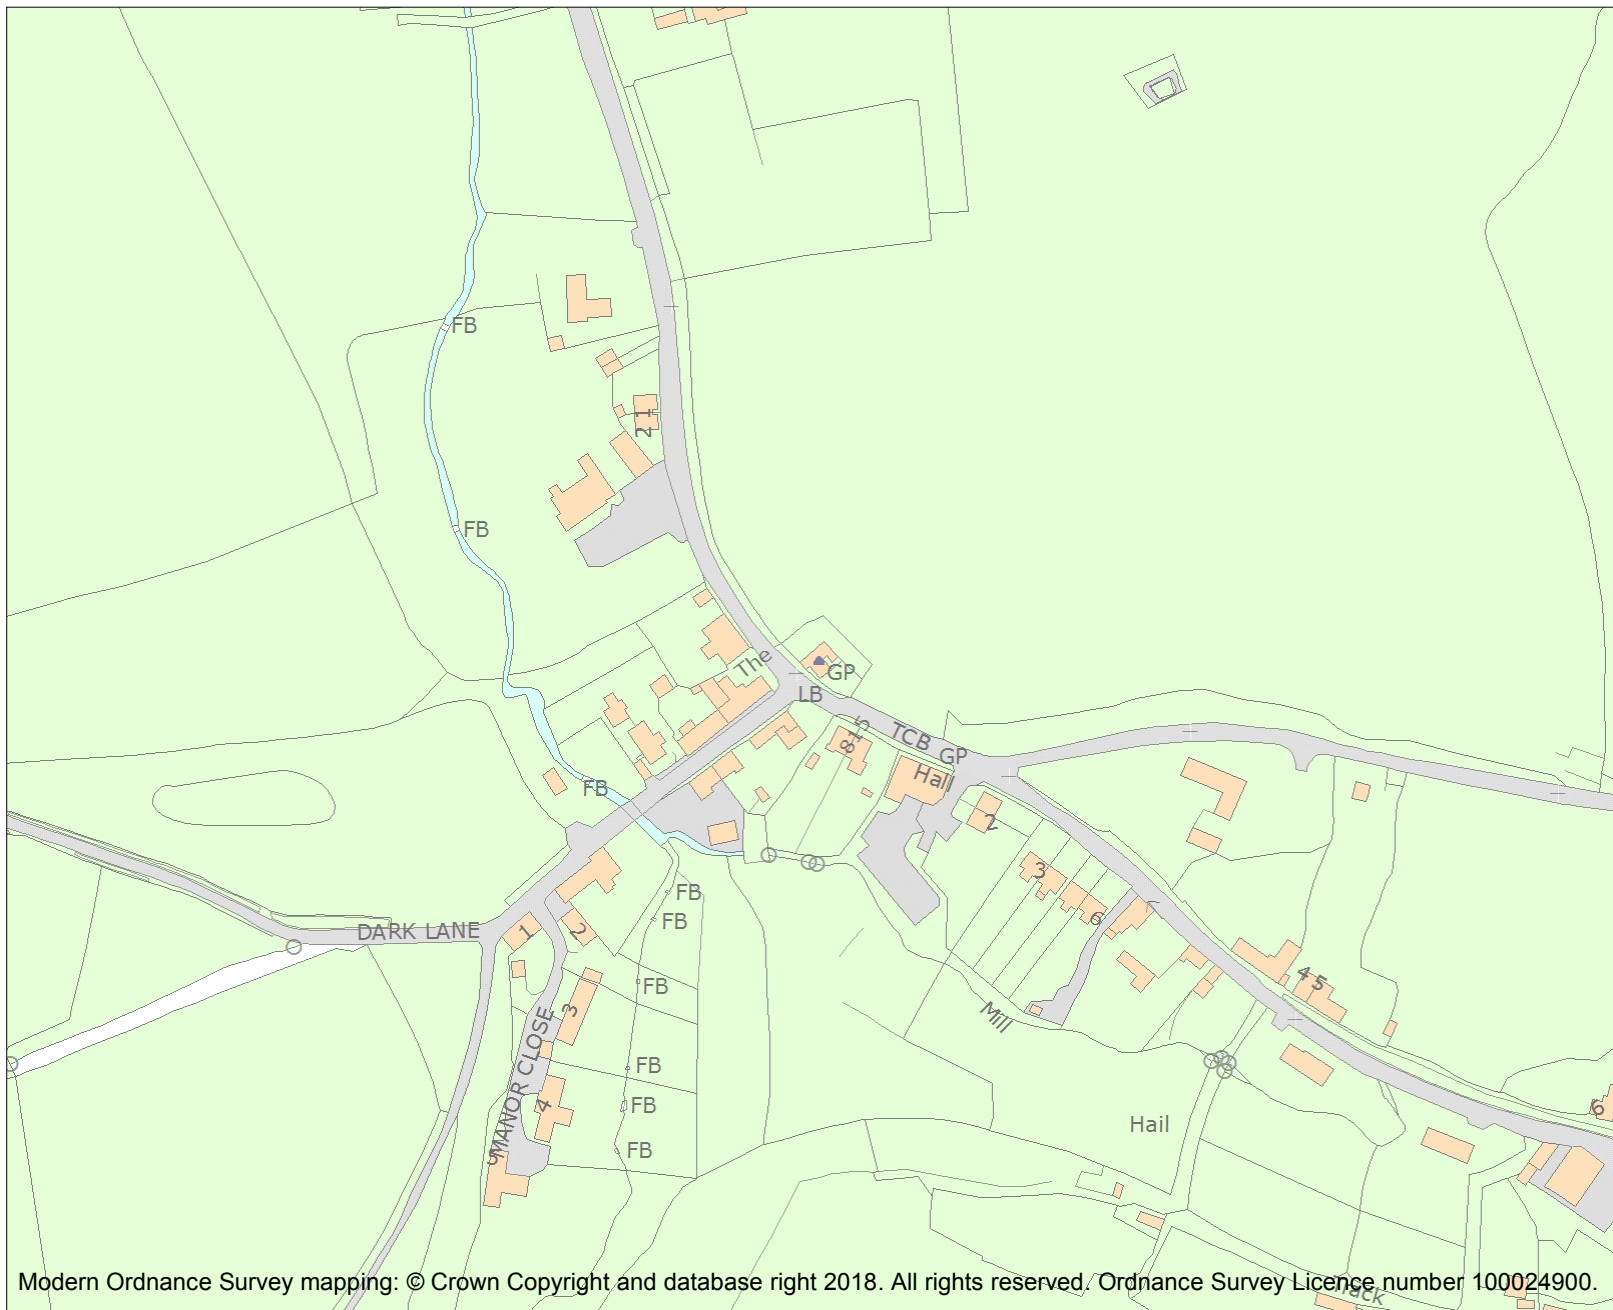 FB
2 1
FB
The
GP
LB
815
TCB GP
Hall
FB
2
3
6
FB
DARK LANE
1
2
FB
4 5
FB
3
Mill
MANOR CLOSE
FB
4
FB
6
Hail
FB
5
Modern Ordnance Survey mapping: © Crown Copyright and database right 2018. All rights reserved. Ordnance Survey Licence number 100024900.